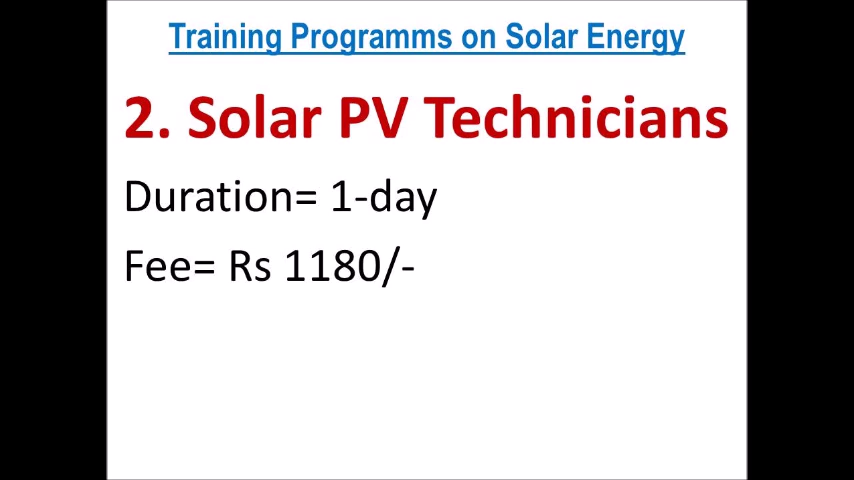 Training Programms on Solar Energy
2. Solar PV Technicians
Duration= 1-day
Fee= Rs 1180/-